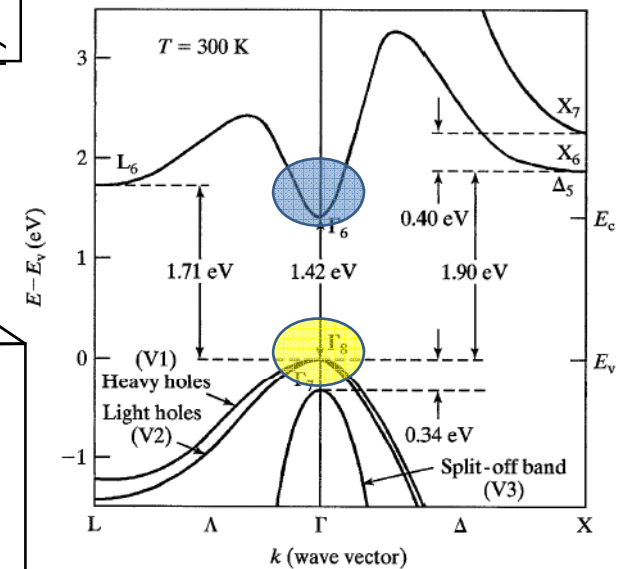 T = 300 K
3
2
1
0
−1
E−Eᵥ (eV)
L₆
X₇
X₆
Δ₅
Γ₆
E_c
0.40 eV
1.71 eV
1.42 eV
1.90 eV
Γ₈
E_v
(V1)
Heavy holes
Γ₇
Light holes
(V2)
0.34 eV
Split-off band
(V3)
L
Λ
Γ
Δ
X
k (wave vector)